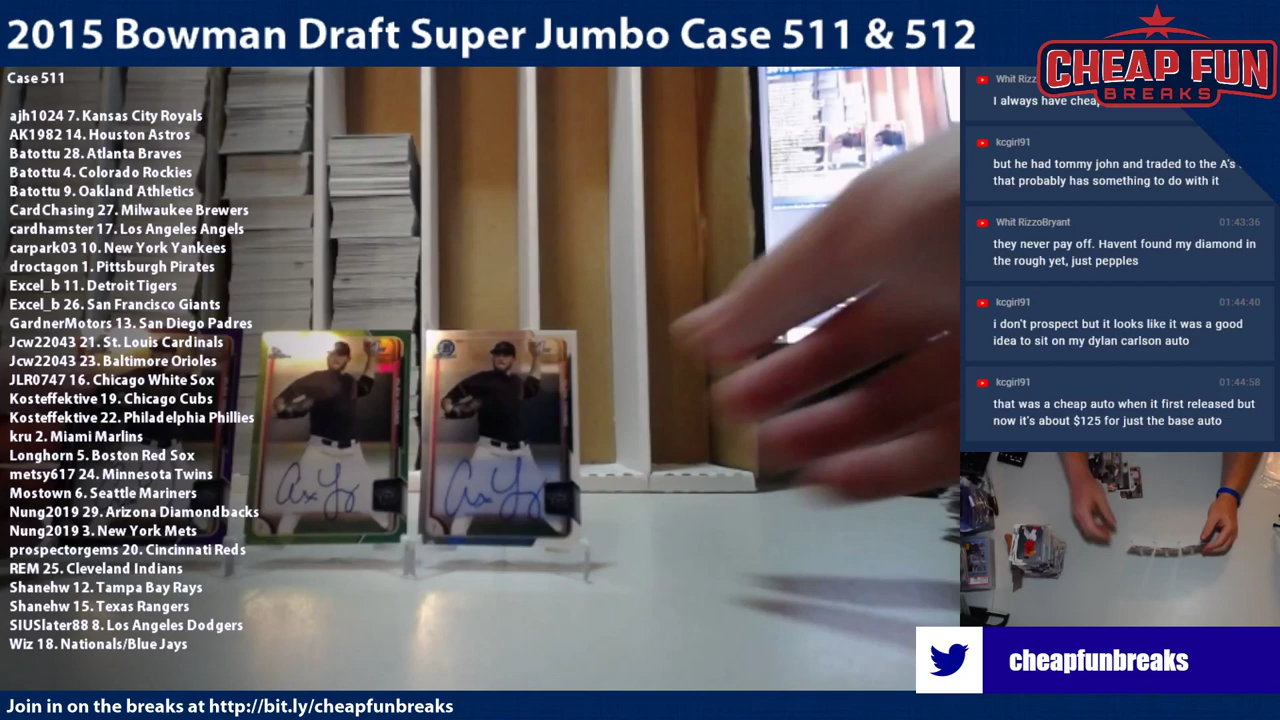 2015 Bowman Draft Super Jumbo Case 511 & 512
Case 511
ajh1024 7. Kansas City Royals
AK1982 14. Houston Astros
Batottu 28. Atlanta Braves
Batottu 4. Colorado Rockies
Batottu 9. Oakland Athletics
CardChasing 27. Milwaukee Brewers
cardhamster 17. Los Angeles Angels
carpark03 10. New York Yankees
droctagon 1. Pittsburgh Pirates
Excel_b 11. Detroit Tigers
Excel_b 26. San Francisco Giants
GardnerMotors 13. San Diego Padres
Jcw22043 21. St. Louis Cardinals
Jcw22043 23. Baltimore Orioles
JLR0747 16. Chicago White Sox
Kosteffektive 19. Chicago Cubs
Kosteffektive 22. Philadelphia Phillies
kru 2. Miami Marlins
Longhorn 5. Boston Red Sox
metsy617 24. Minnesota Twins
Mostown 6. Seattle Mariners
Nung2019 29. Arizona Diamondbacks
Nung2019 3. New York Mets
prospectorgems 20. Cincinnati Reds
REM 25. Cleveland Indians
Shanehw 12. Tampa Bay Rays
Shanehw 15. Texas Rangers
SIUSlater88 8. Los Angeles Dodgers
Wiz 18. Nationals/Blue Jays
CHEAP FUN
BREAKS
Whit Rizz
I always have chea
kcgirl91
but he had tommy john and traded to the A's .
that probably has something to do with it
Whit RizzoBryant 01:43:36
they never pay off. Havent found my diamond in
the rough yet, just pepples
kcgirl91 01:44:40
i don't prospect but it looks like it was a good
idea to sit on my dylan carlson auto
kcgirl91 01:44:58
that was a cheap auto when it first released but
now it's about $125 for just the base auto
cheapfunbreaks
Join in on the breaks at http://bit.ly/cheapfunbreaks